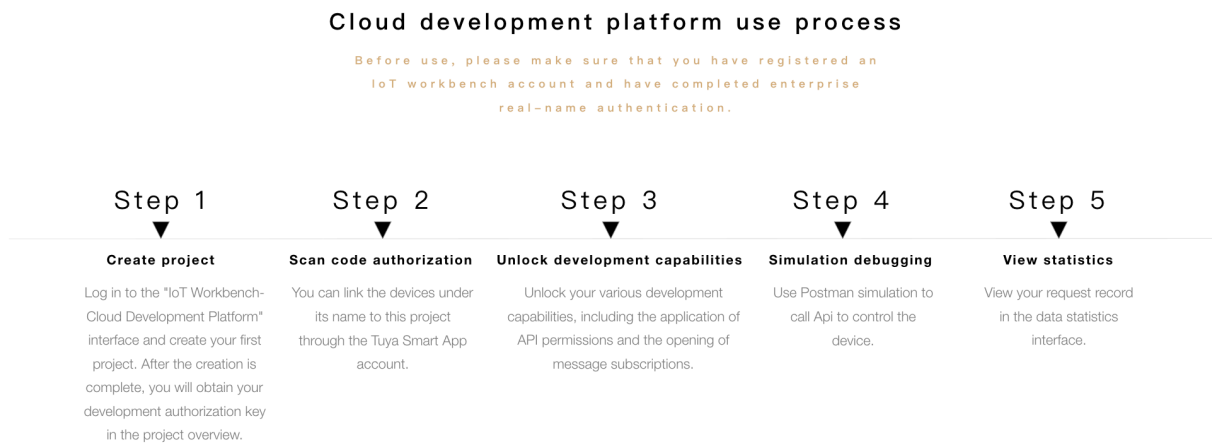 Cloud development platform use process
Before use, please make sure that you have registered an
IoT workbench account and have completed enterprise
real-name authentication.
Step 1
Create project
Log in to the "IoT Workbench-
Cloud Development Platform"
interface and create your first
project. After the creation is
complete, you will obtain your
development authorization key
in the project overview.
Step 2
Scan code authorization
You can link the devices under
its name to this project
through the Tuya Smart App
account.
Step 3
Unlock development capabilities
Unlock your various development
capabilities, including the application of
API permissions and the opening of
message subscriptions.
Step 4
Simulation debugging
Use Postman simulation to
call Api to control the
device.
Step 5
View statistics
View your request record
in the data statistics
interface.